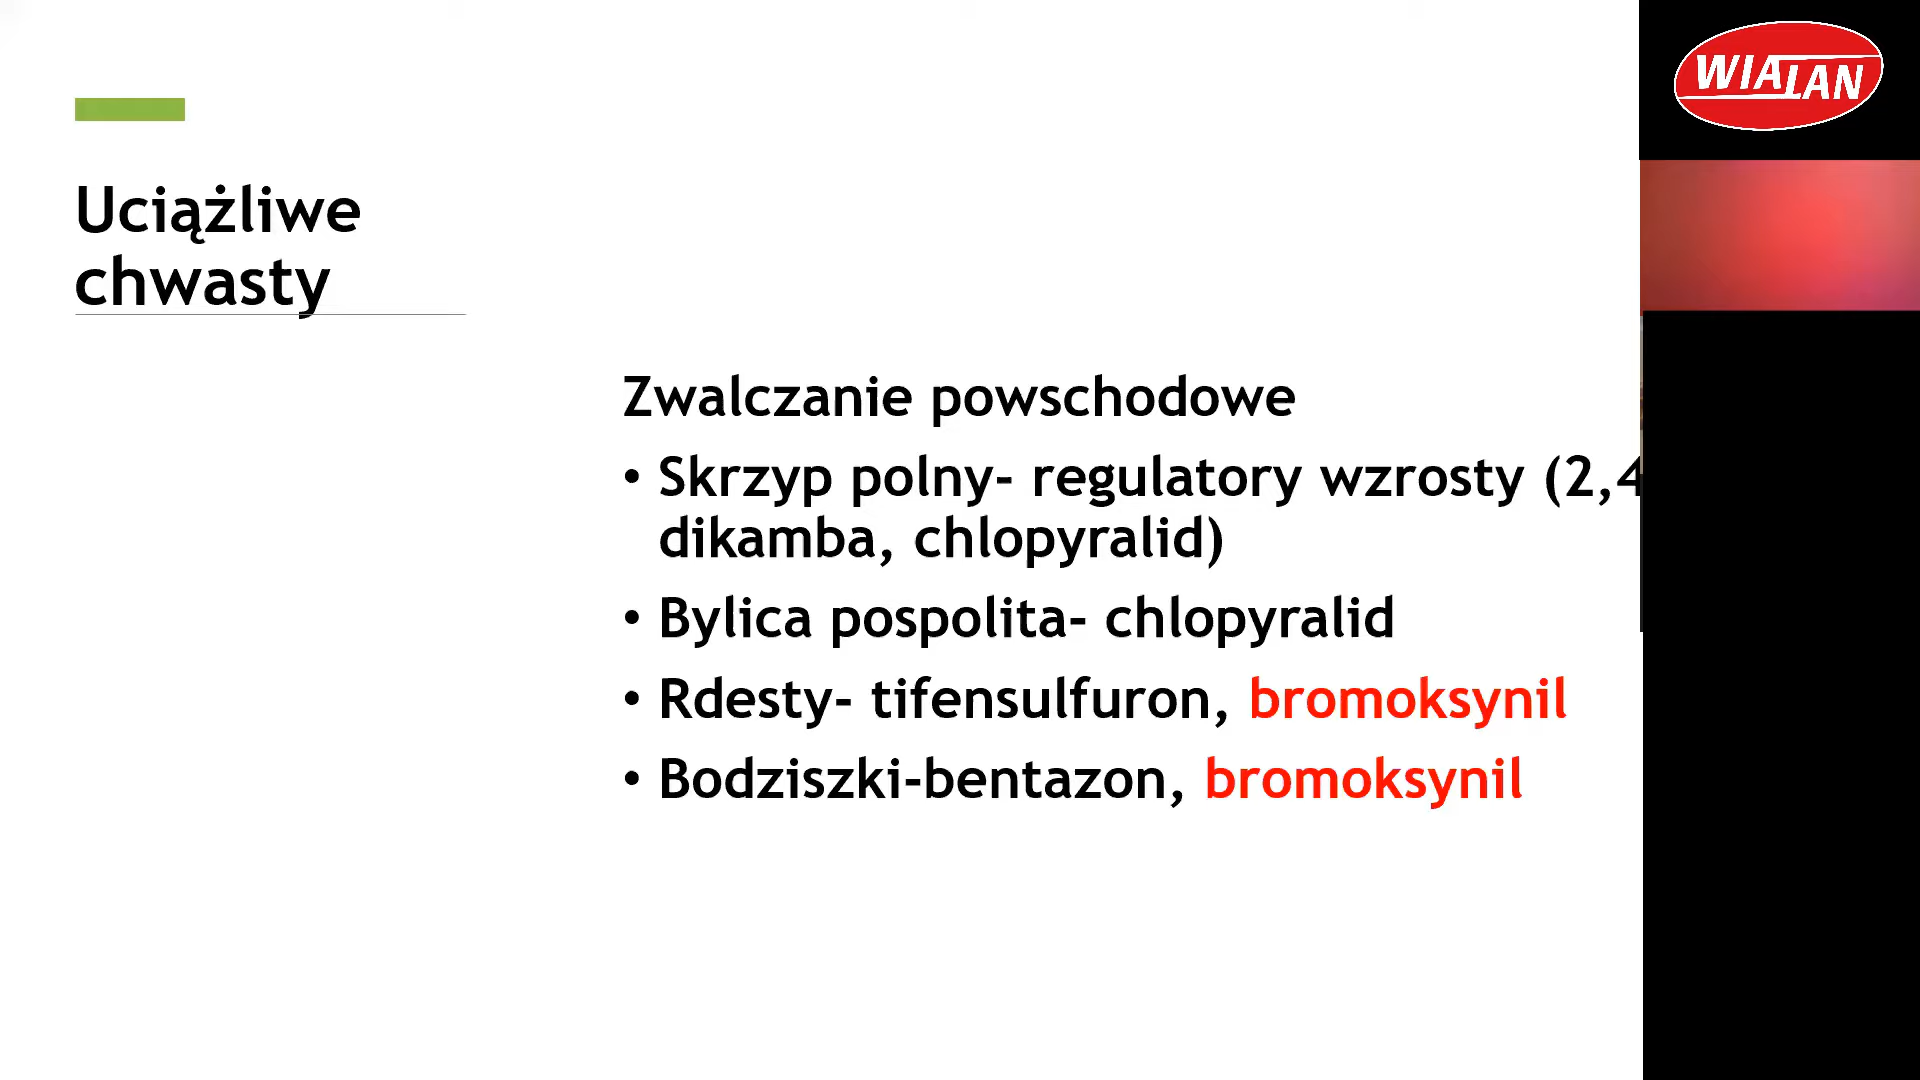 WIALAN
Uciążliwe
chwasty
Zwalczanie powschodowe
• Skrzyp polny- regulatory wzrosty (2,4
dikamba, chlopyralid)
• Bylica pospolita- chlopyralid
• Rdesty- tifensulfuron, bromoksynil
• Bodziszki-bentazon, bromoksynil